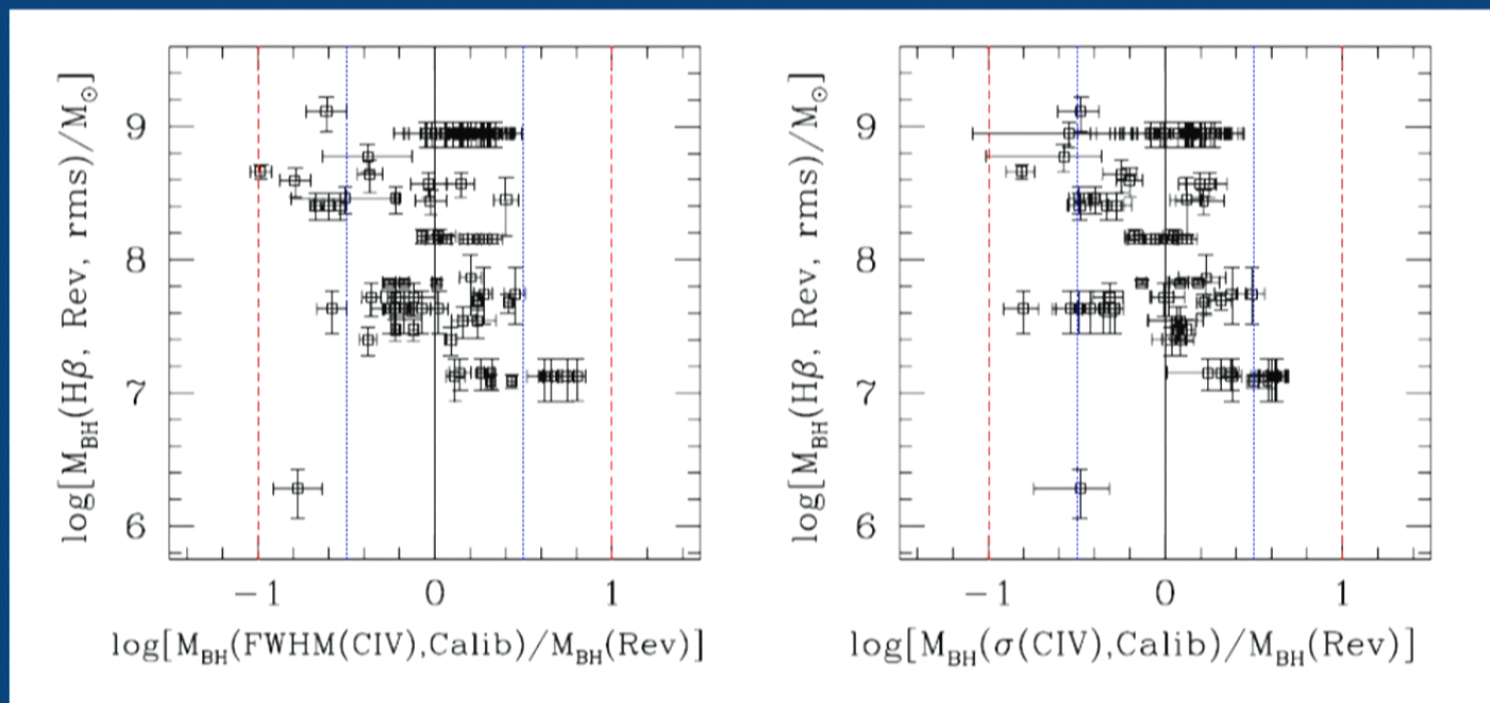 log[M_BH(Hβ, Rev, rms)/M_⊙]
9
8
7
6
−1 0 1
log[M_BH(FWHM(CIV),Calib)/M_BH(Rev)]
log[M_BH(Hβ, Rev, rms)/M_⊙]
9
8
7
6
−1 0 1
log[M_BH(σ(CIV),Calib)/M_BH(Rev)]